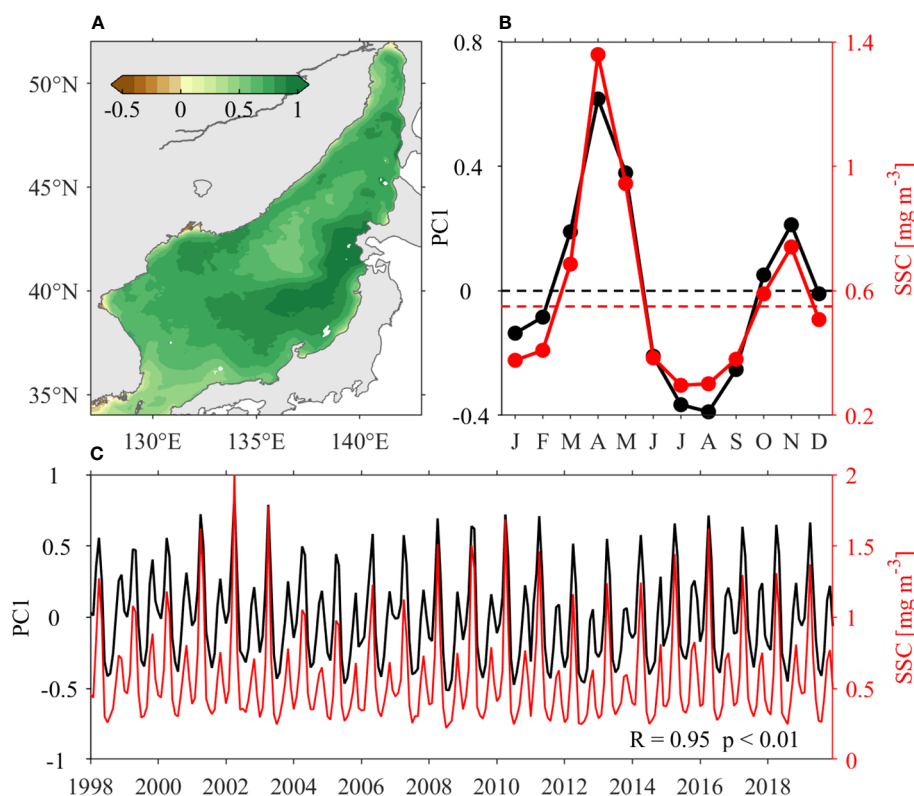 A
50°N
45°N
40°N
35°N
-0.5 0 0.5 1
130°E 135°E 140°E
B
0.8
0.4
0
-0.4
PC1
1.4
1
0.6
0.2
SSC [mg m⁻³]
J F M A M J J A S O N D
C
1
0.5
0
-0.5
-1
PC1
2
1.5
1
0.5
0
SSC [mg m⁻³]
R = 0.95 p < 0.01
1998 2000 2002 2004 2006 2008 2010 2012 2014 2016 2018